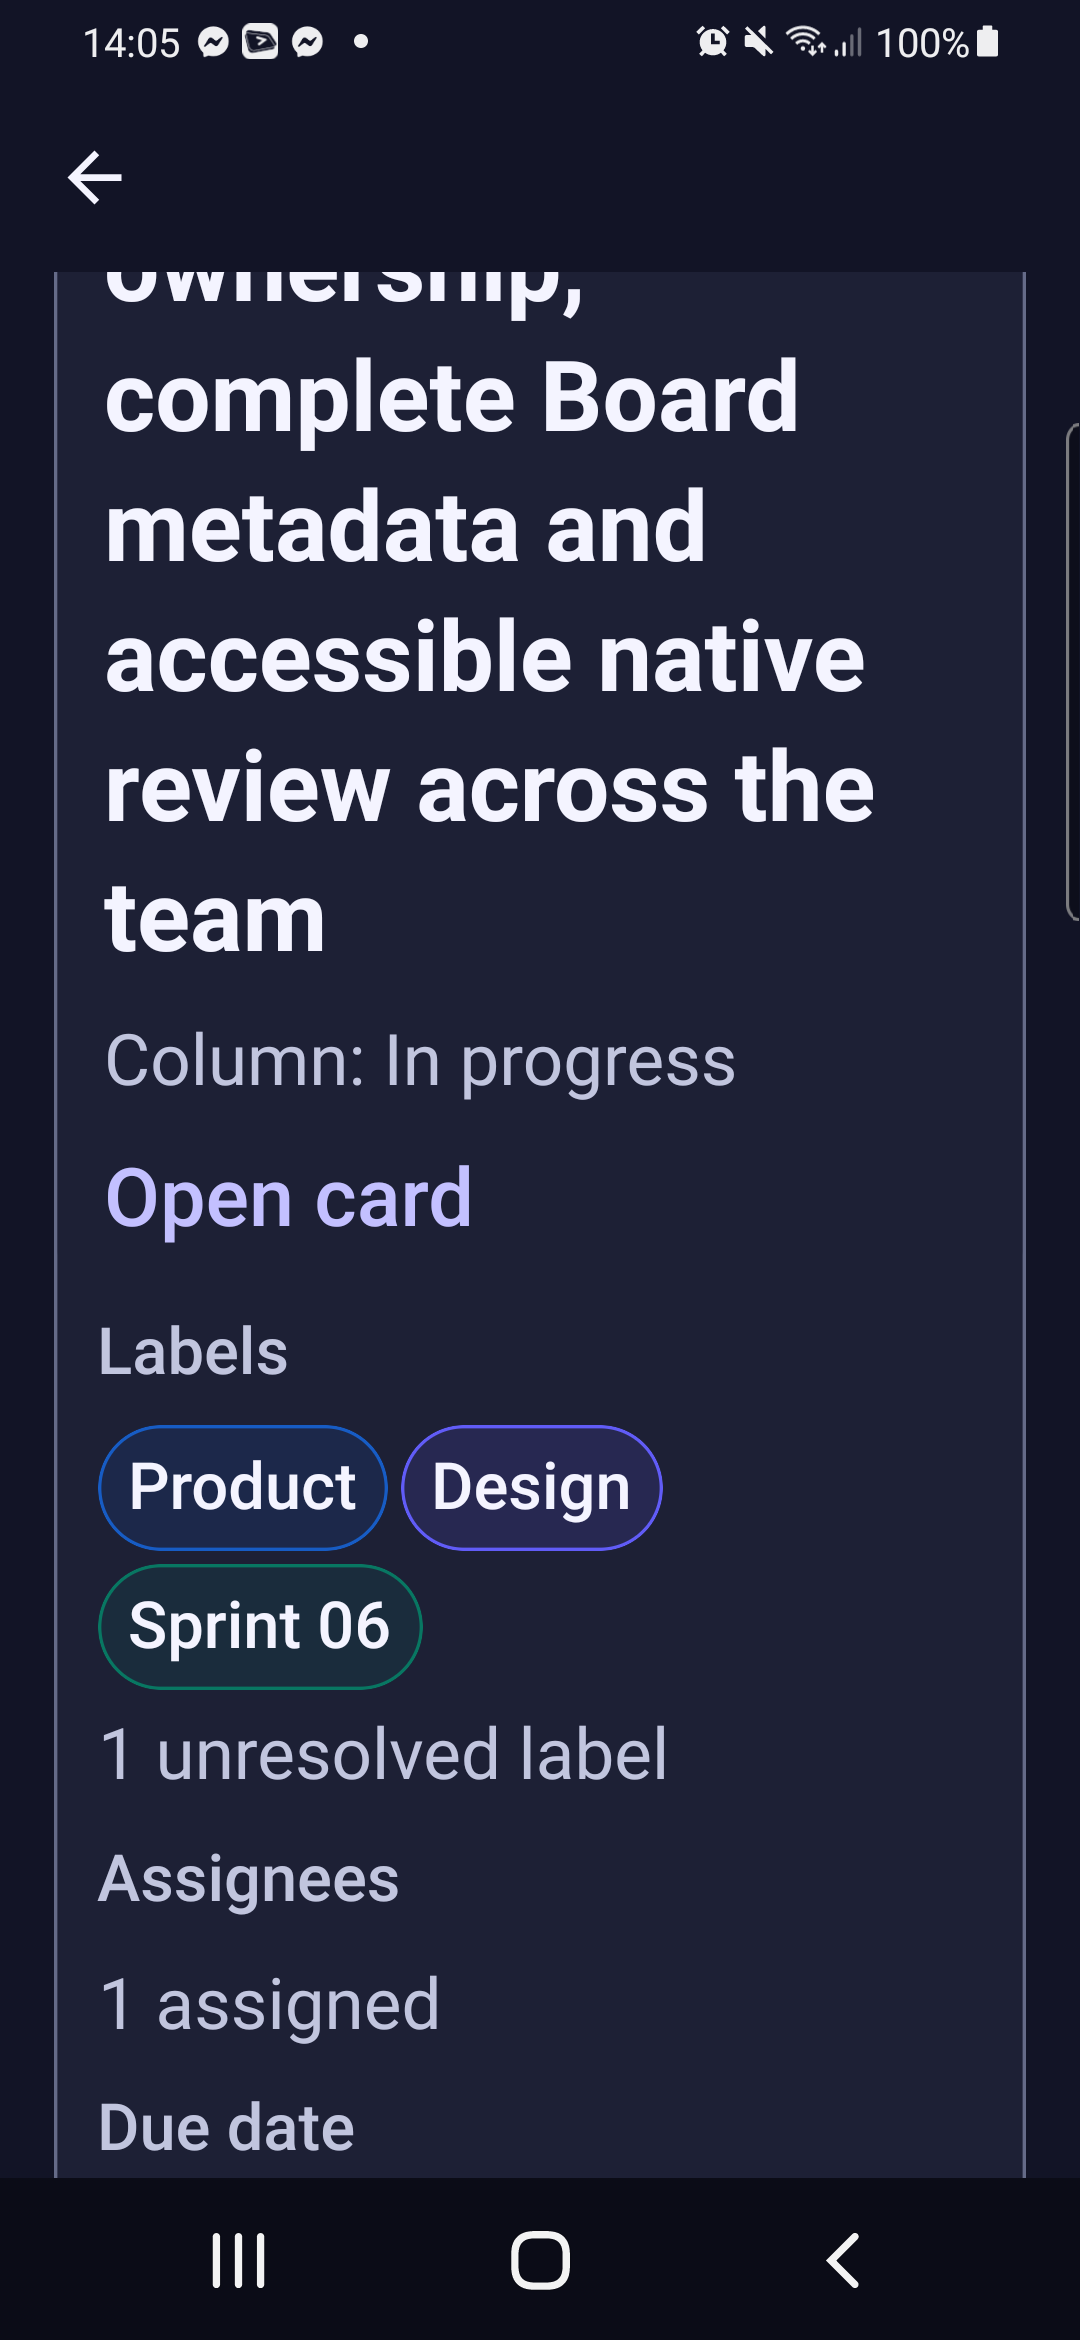 14:05
100%
ownership,
complete Board
metadata and
accessible native
review across the
team
Column: In progress
Open card
Labels
Product Design
Sprint 06
1 unresolved label
Assignees
1 assigned
Due date